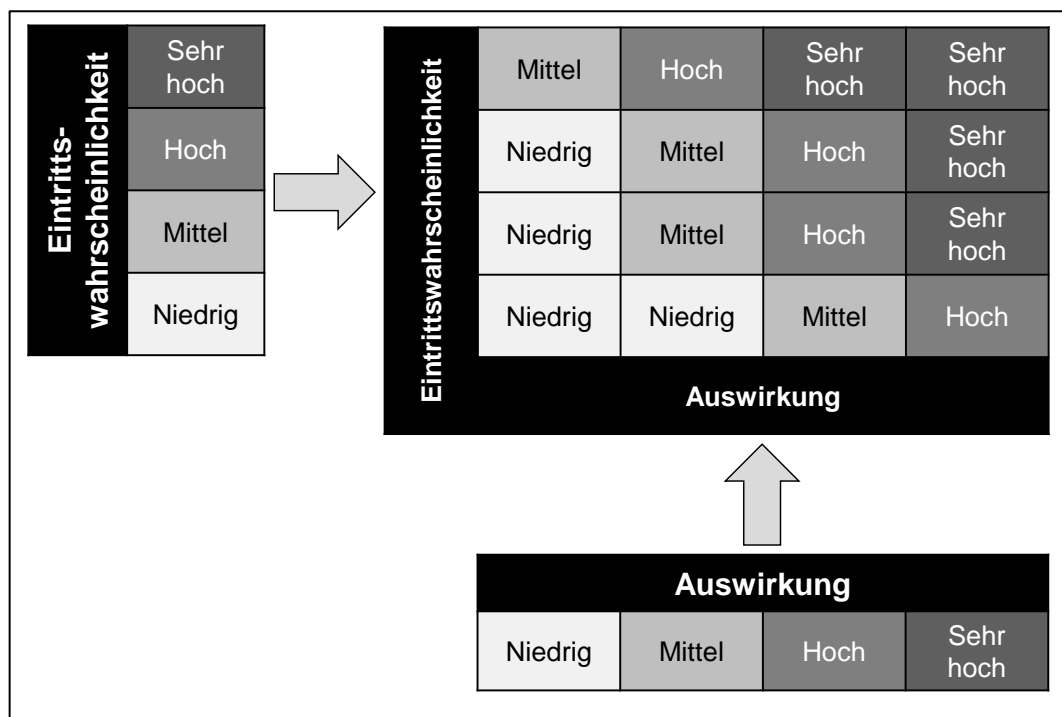 Eintritts-
wahrscheinlichkeit
Sehr
hoch
Hoch
Mittel
Niedrig
Eintrittswahrscheinlichkeit
Mittel
Hoch
Sehr
hoch
Sehr
hoch
Niedrig
Mittel
Hoch
Sehr
hoch
Niedrig
Mittel
Hoch
Sehr
hoch
Niedrig
Niedrig
Mittel
Hoch
Auswirkung
Auswirkung
Niedrig
Mittel
Hoch
Sehr
hoch